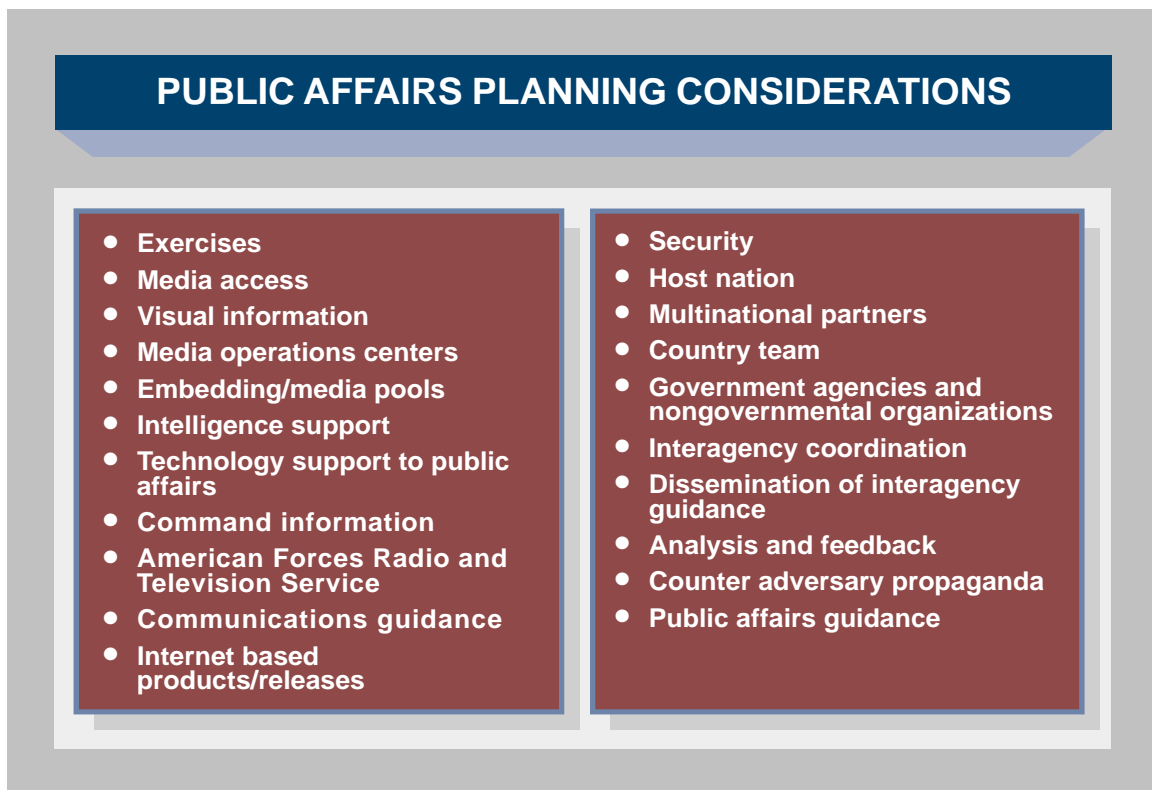 PUBLIC AFFAIRS PLANNING CONSIDERATIONS
● Exercises
● Media access
● Visual information
● Media operations centers
● Embedding/media pools
● Intelligence support
● Technology support to public
affairs
● Command information
● American Forces Radio and
Television Service
● Communications guidance
● Internet based
products/releases
● Security
● Host nation
● Multinational partners
● Country team
● Government agencies and
nongovernmental organizations
● Interagency coordination
● Dissemination of interagency
guidance
● Analysis and feedback
● Counter adversary propaganda
● Public affairs guidance